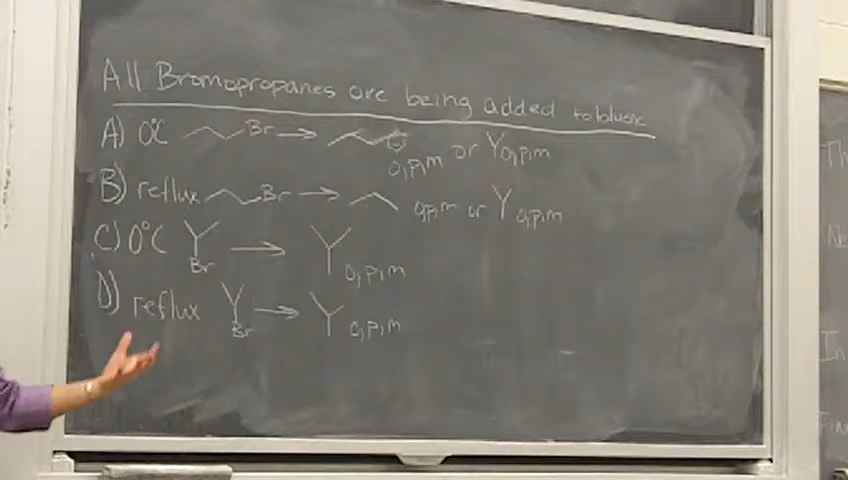 All Bromopropanes are being added to toluene
A) 0°C Br → o,p,m or o,p,m
B) reflux Br → o,p,m or o,p,m
C) 0°C Br → o,p,m
D) reflux Br → o,p,m